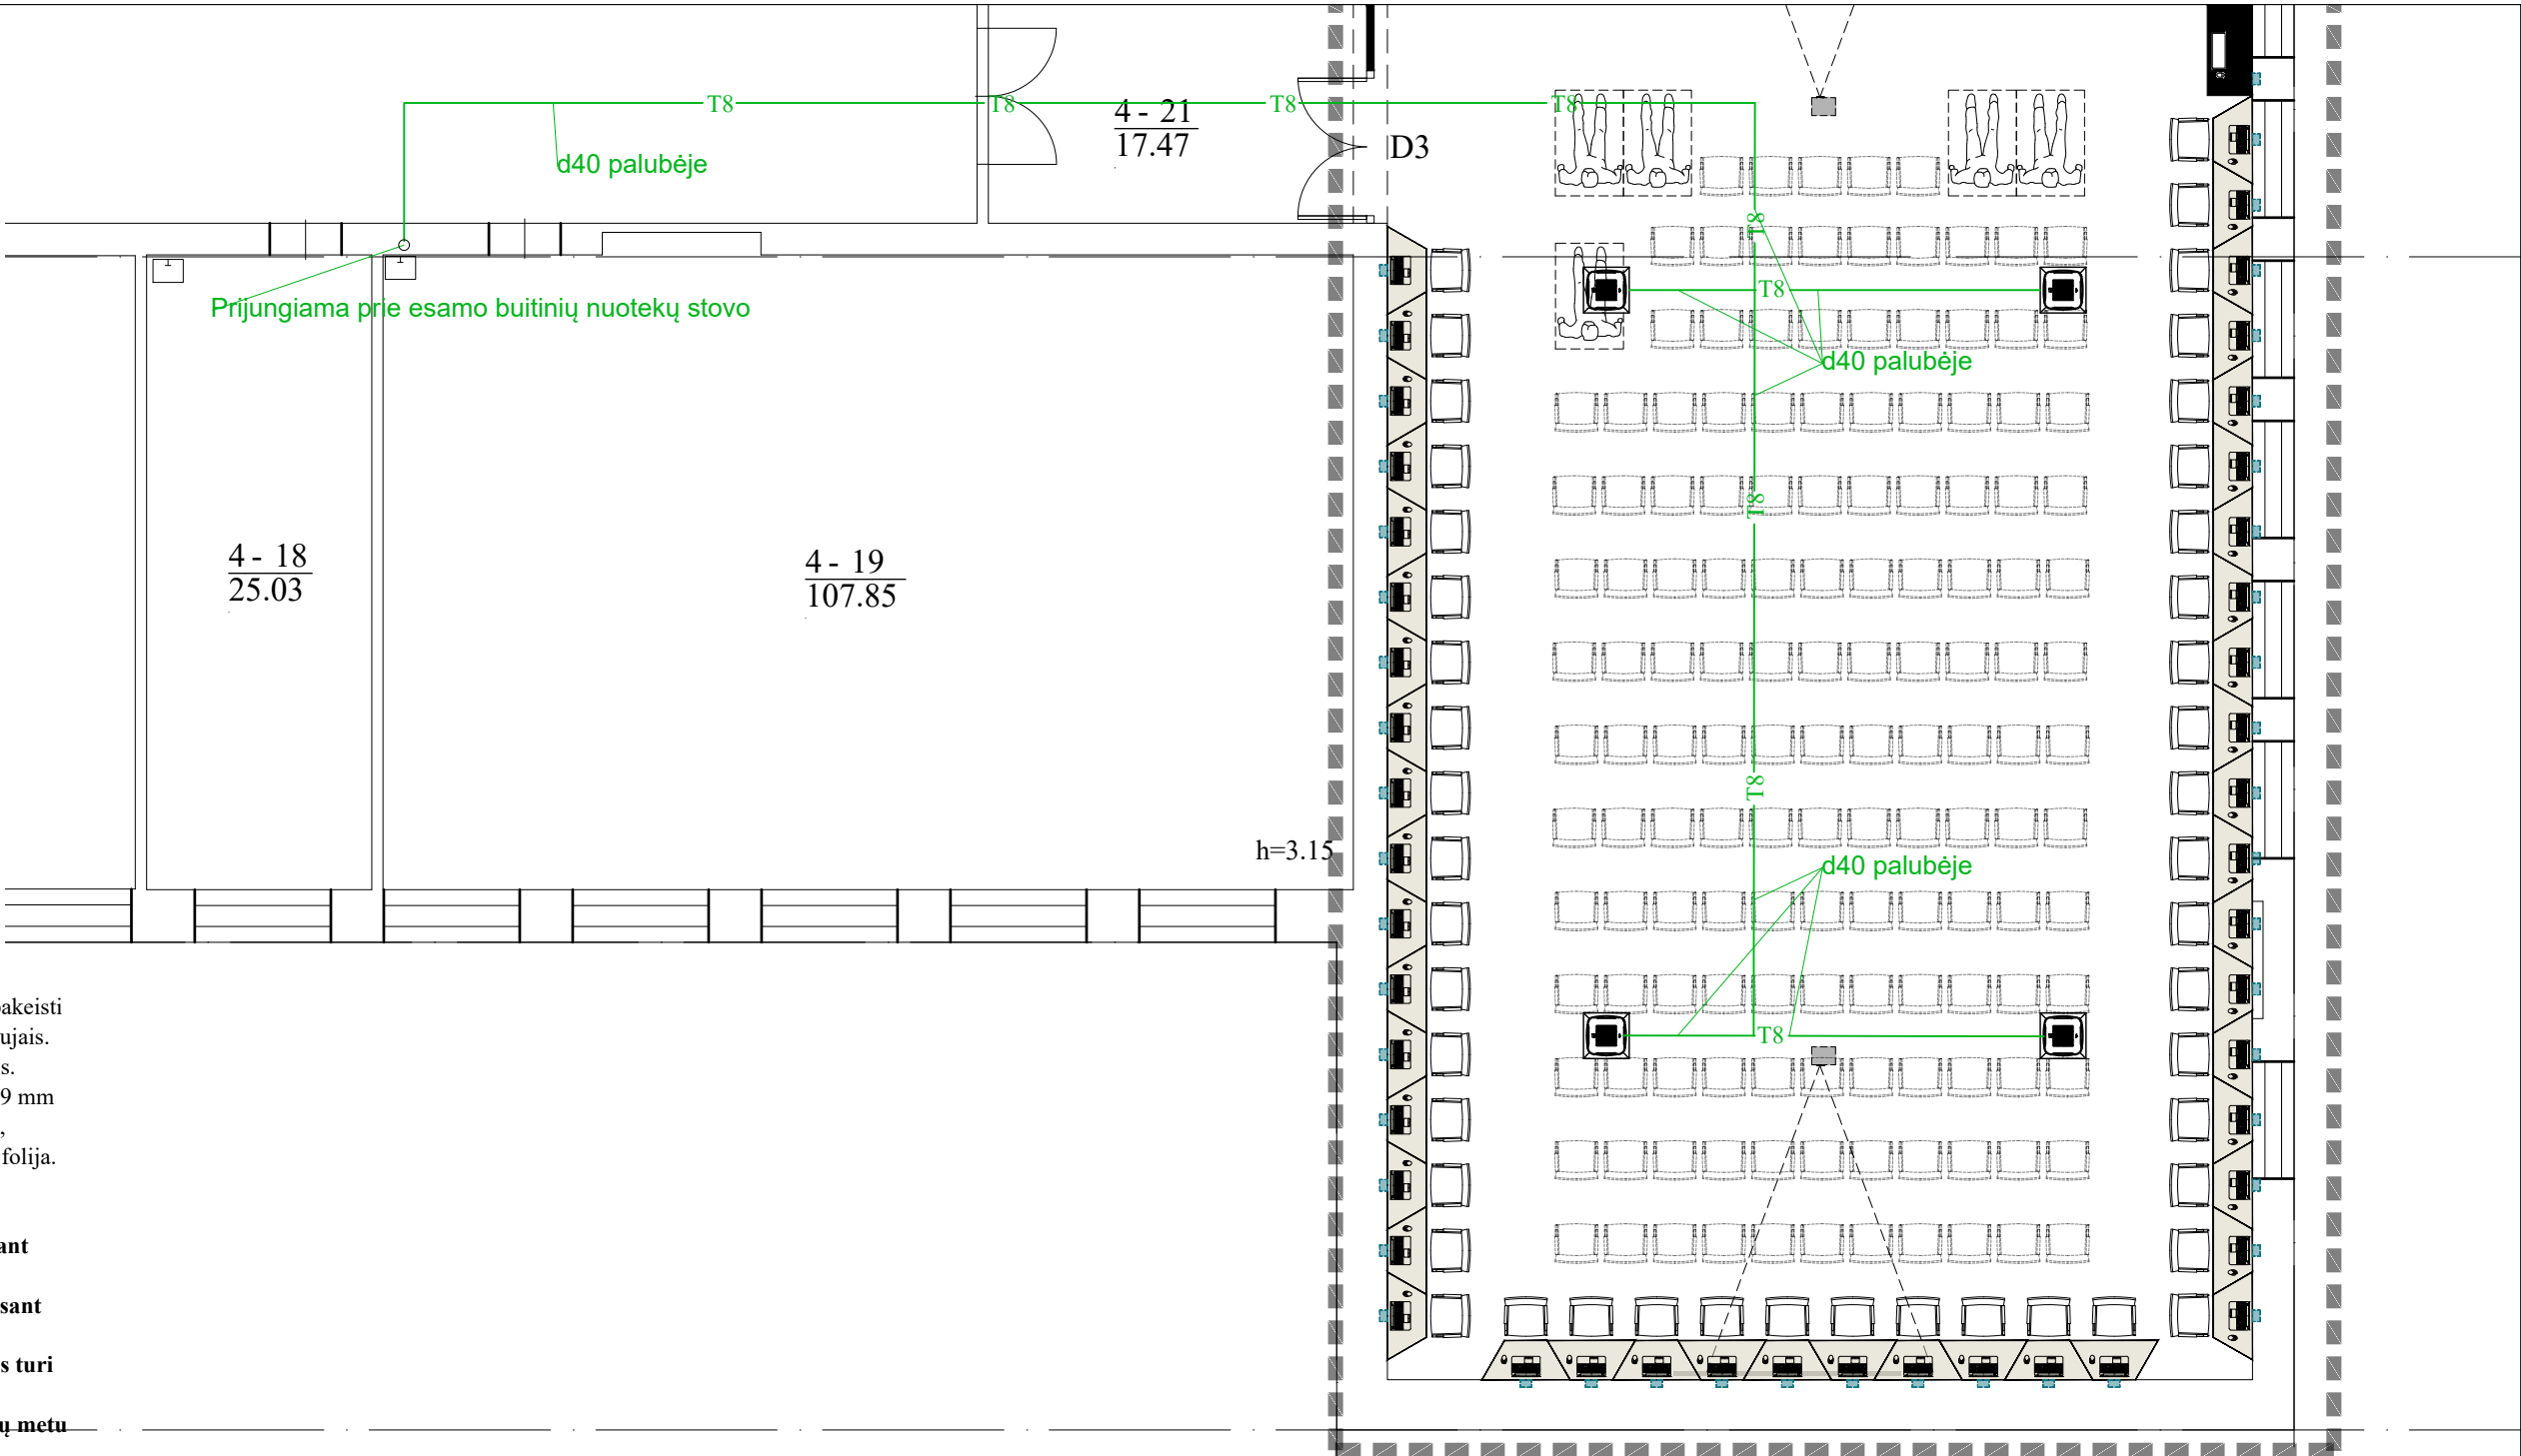 T8
T8
T8
T8
4 - 21
17.47
D3
d40 palubėje
T8
Prijungiama prie esamo buitinių nuotekų stovo
T8
d40 palubėje
T8
4 - 18
25.03
4 - 19
107.85
T8
h=3.15
d40 palubėje
T8
akeisti
ujais.
s.
9 mm
,
folija.
ant
sant
s turi
ų metu